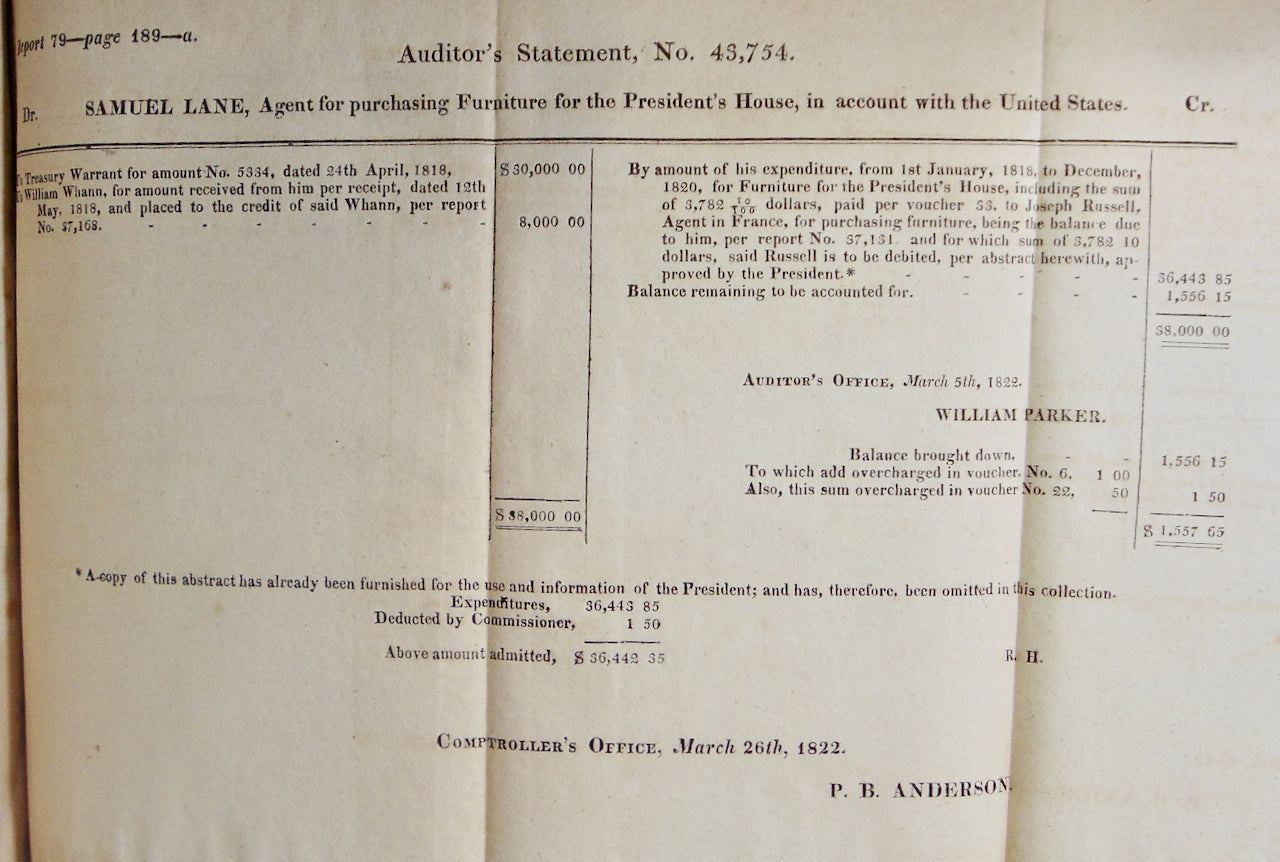 Report 79—page 189—a.
Auditor's Statement, No. 43,754.
Dr. SAMUEL LANE, Agent for purchasing Furniture for the President's House, in account with the United States. Cr.
To Treasury Warrant for amount No. 5334, dated 24th April, 1818, $ 30,000 00
To William Whann, for amount received from him per receipt, dated 12th
May, 1818, and placed to the credit of said Whann, per report
No. 37,168. - - - - - - - 8,000 00
$ 38,000 00
By amount of his expenditure, from 1st January, 1818, to December,
1820, for Furniture for the President's House, including the sum
of 3,782 10/100 dollars, paid per voucher 33, to Joseph Russell,
Agent in France, for purchasing furniture, being the balance due
to him, per report No. 37,131, and for which sum of 3,782 10
dollars, said Russell is to be debited, per abstract herewith, ap-
proved by the President.* - - - - - 36,443 85
Balance remaining to be accounted for. - - - - 1,556 15
38,000 00
AUDITOR'S OFFICE, March 5th, 1822.
WILLIAM PARKER.
Balance brought down, - - 1,556 15
To which add overcharged in voucher, No. 6, 1 00
Also, this sum overcharged in voucher No. 22, 50 1 50
$ 1,557 65
* A copy of this abstract has already been furnished for the use and information of the President; and has, therefore, been omitted in this collection.
Expenditures, 36,443 85
Deducted by Commissioner, 1 50
Above amount admitted, $ 36,442 35
R. H.
COMPTROLLER'S OFFICE, March 26th, 1822.
P. B. ANDERSON.